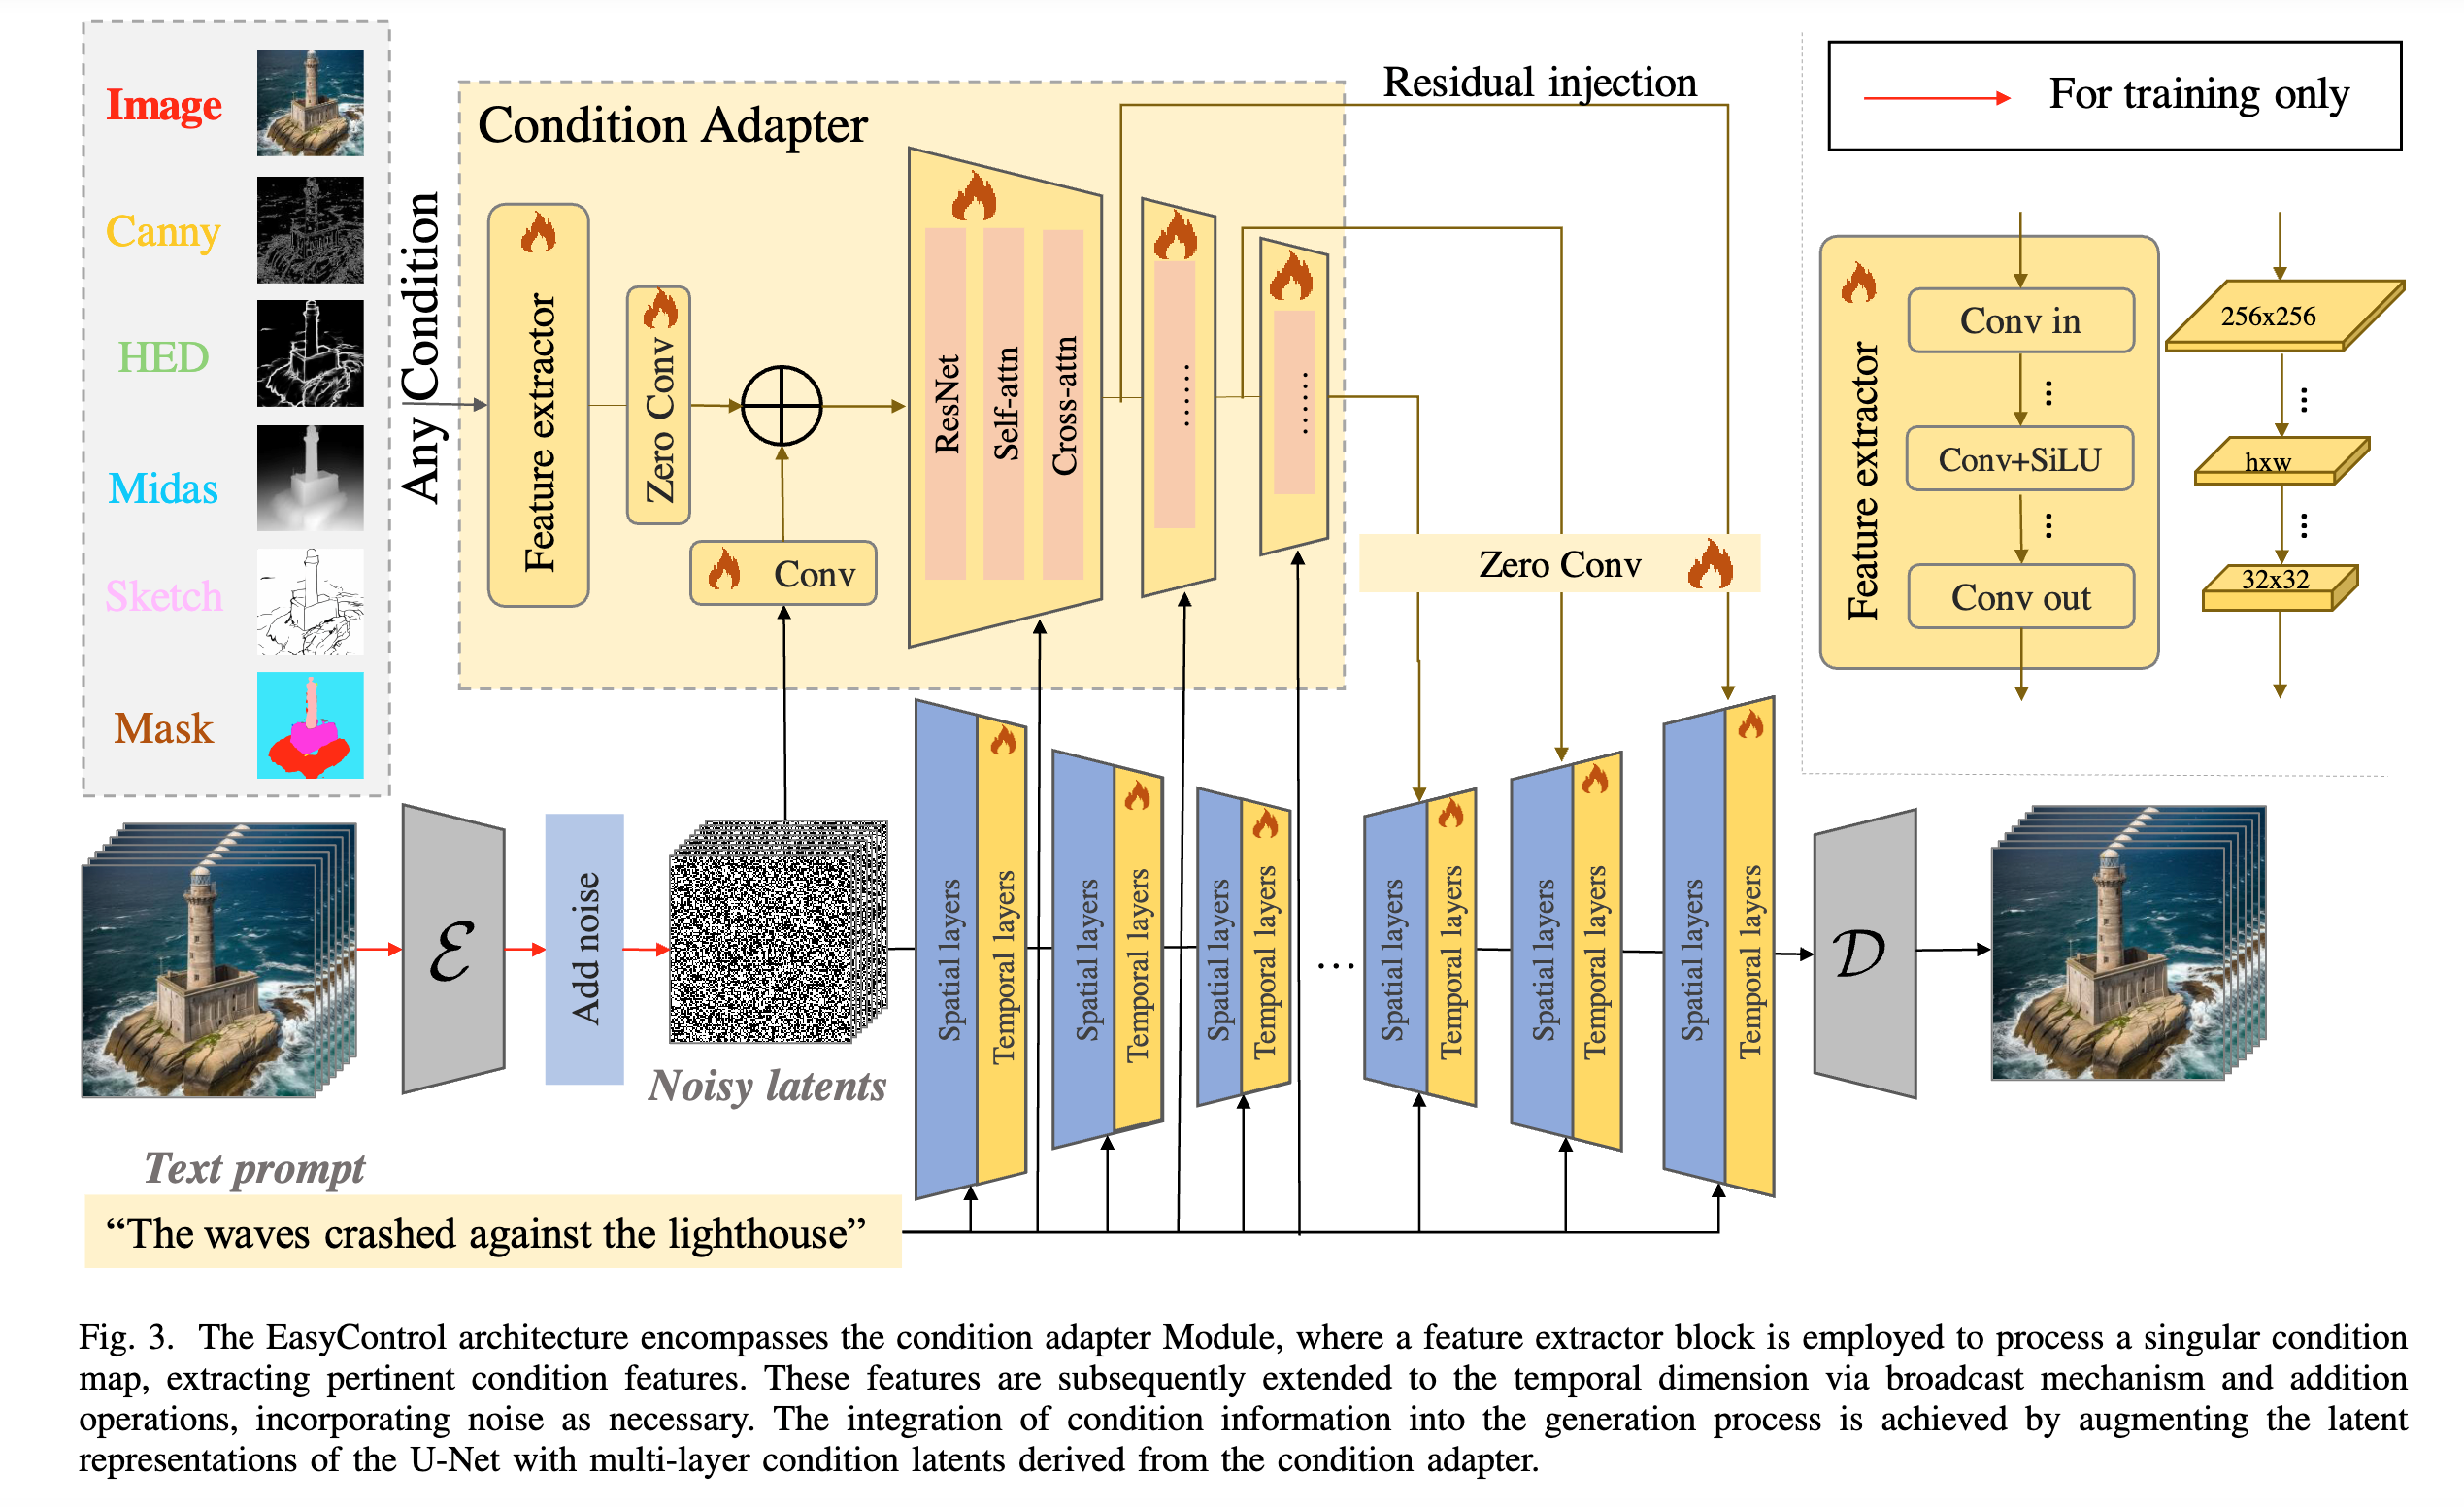 Image
Canny
HED
Midas
Sketch
Mask
Any Condition
Condition Adapter
Feature extractor
Zero Conv
Conv
ResNet
Self-attn
Cross-attn
......
......
Residual injection
Zero Conv
For training only
Feature extractor
Conv in
...
Conv+SiLU
...
Conv out
256x256
...
hxw
...
32x32
ℰ
Add noise
Noisy latents
Spatial layers
Temporal layers
Spatial layers
Temporal layers
Spatial layers
Temporal layers
...
Spatial layers
Temporal layers
Spatial layers
Temporal layers
Spatial layers
Temporal layers
𝒟
Text prompt
“The waves crashed against the lighthouse”
Fig. 3. The EasyControl architecture encompasses the condition adapter Module, where a feature extractor block is employed to process a singular condition
map, extracting pertinent condition features. These features are subsequently extended to the temporal dimension via broadcast mechanism and addition
operations, incorporating noise as necessary. The integration of condition information into the generation process is achieved by augmenting the latent
representations of the U-Net with multi-layer condition latents derived from the condition adapter.